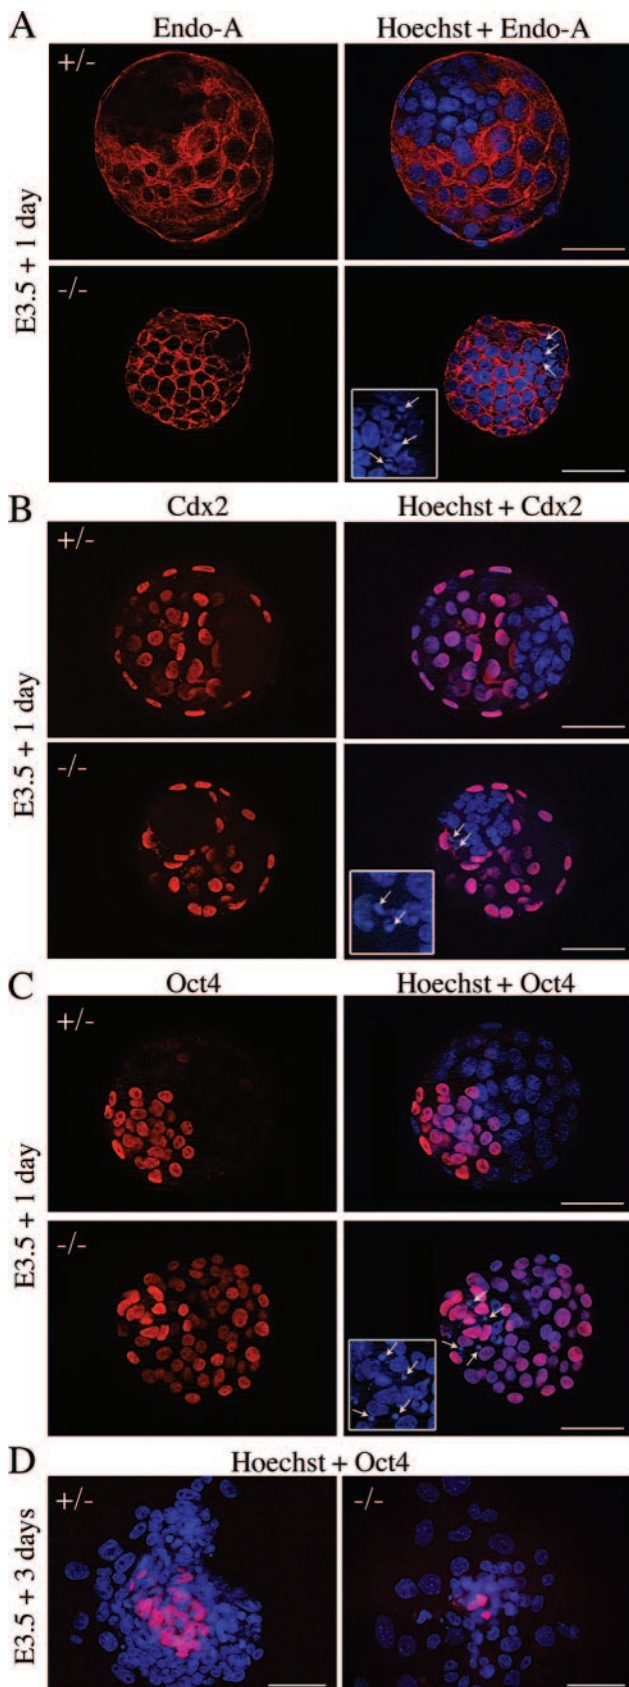 A Endo-A Hoechst + Endo-A
+/-
E3.5 + 1 day
-/-
B Cdx2 Hoechst + Cdx2
+/-
E3.5 + 1 day
-/-
C Oct4 Hoechst + Oct4
+/-
E3.5 + 1 day
-/-
D Hoechst + Oct4
+/- -/-
E3.5 + 3 days